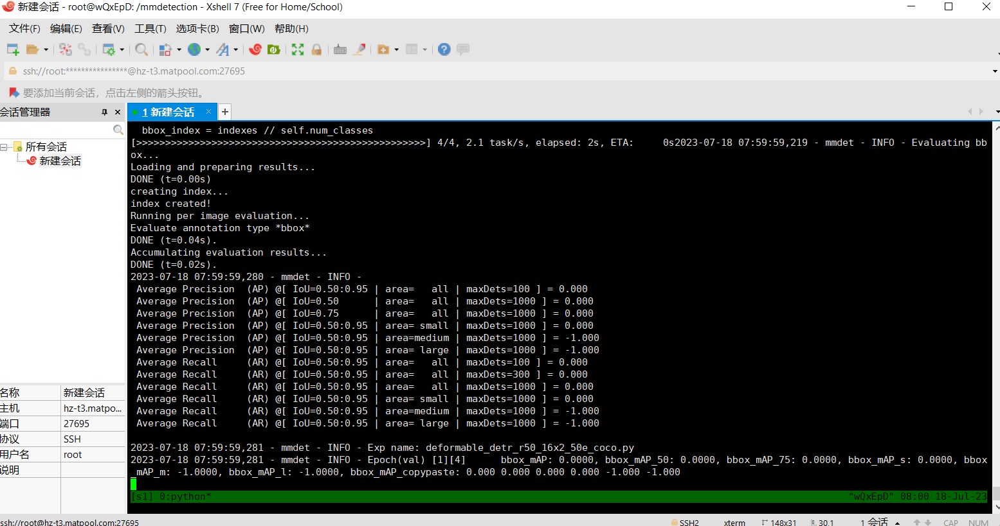 新建会话 - root@wQxEpD: /mmdetection - Xshell 7 (Free for Home/School)
文件(F) 编辑(E) 查看(V) 工具(T) 选项卡(B) 窗口(W) 帮助(H)
ssh://root:****************@hz-t3.matpool.com:27695
要添加当前会话，点击左侧的箭头按钮。
会话管理器
1 新建会话
所有会话
新建会话
bbox_index = indexes // self.num_classes
[>>>>>>>>>>>>>>>>>>>>>>>>>>>>>>>>>>>>>>>>>>>>>>>>>>] 4/4, 2.1 task/s, elapsed: 2s, ETA:     0s2023-07-18 07:59:59,219 - mmdet - INFO - Evaluating bb
ox...
Loading and preparing results...
DONE (t=0.00s)
creating index...
index created!
Running per image evaluation...
Evaluate annotation type *bbox*
DONE (t=0.04s).
Accumulating evaluation results...
DONE (t=0.02s).
2023-07-18 07:59:59,280 - mmdet - INFO -
Average Precision  (AP) @[ IoU=0.50:0.95 | area=   all | maxDets=100 ] = 0.000
Average Precision  (AP) @[ IoU=0.50      | area=   all | maxDets=1000 ] = 0.000
Average Precision  (AP) @[ IoU=0.75      | area=   all | maxDets=1000 ] = 0.000
Average Precision  (AP) @[ IoU=0.50:0.95 | area= small | maxDets=1000 ] = 0.000
Average Precision  (AP) @[ IoU=0.50:0.95 | area=medium | maxDets=1000 ] = -1.000
Average Precision  (AP) @[ IoU=0.50:0.95 | area= large | maxDets=1000 ] = -1.000
Average Recall     (AR) @[ IoU=0.50:0.95 | area=   all | maxDets=100 ] = 0.000
Average Recall     (AR) @[ IoU=0.50:0.95 | area=   all | maxDets=300 ] = 0.000
Average Recall     (AR) @[ IoU=0.50:0.95 | area=   all | maxDets=1000 ] = 0.000
Average Recall     (AR) @[ IoU=0.50:0.95 | area= small | maxDets=1000 ] = 0.000
Average Recall     (AR) @[ IoU=0.50:0.95 | area=medium | maxDets=1000 ] = -1.000
Average Recall     (AR) @[ IoU=0.50:0.95 | area= large | maxDets=1000 ] = -1.000
2023-07-18 07:59:59,281 - mmdet - INFO - Exp name: deformable_detr_r50_16x2_50e_coco.py
2023-07-18 07:59:59,281 - mmdet - INFO - Epoch(val) [1][4]      bbox_mAP: 0.0000, bbox_mAP_50: 0.0000, bbox_mAP_75: 0.0000, bbox_mAP_s: 0.0000, bbox
_mAP_m: -1.0000, bbox_mAP_l: -1.0000, bbox_mAP_copypaste: 0.000 0.000 0.000 0.000 -1.000 -1.000
[s1] 0:python* "wQxEpD" 08:00 18-Jul-23
名称 新建会话
主机 hz-t3.matpo...
端口 27695
协议 SSH
用户名 root
说明
ssh://root@hz-t3.matpool.com:27695 SSH2 xterm 148x31 30,1 1 会话 CAP NUM